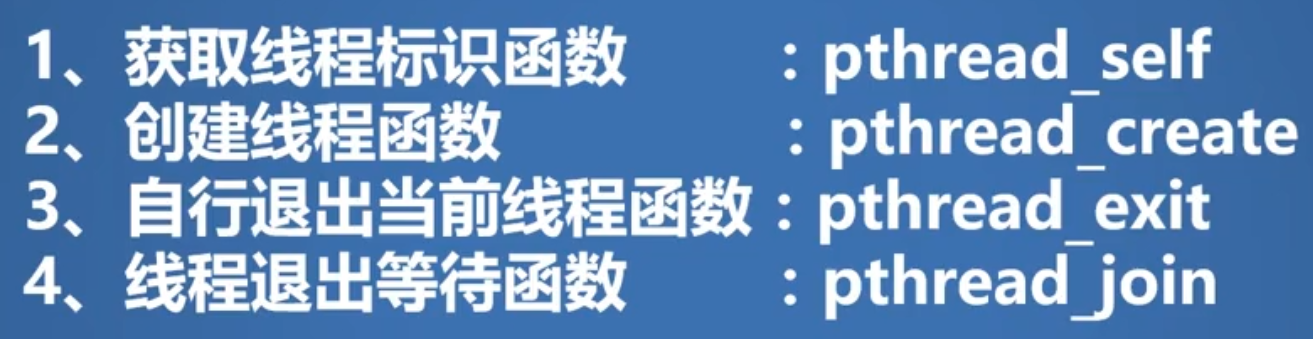 1、获取线程标识函数 : pthread_self
2、创建线程函数 : pthread_create
3、自行退出当前线程函数 : pthread_exit
4、线程退出等待函数 : pthread_join